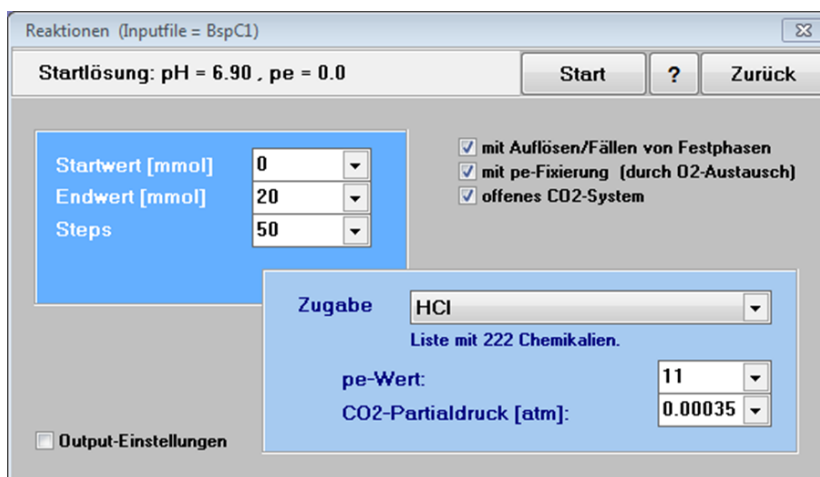 Reaktionen (Inputfile = BspC1)
Startlösung: pH = 6.90 , pe = 0.0
Start
?
Zurück
Startwert [mmol] 0
Endwert [mmol] 20
Steps 50
mit Auflösen/Fällen von Festphasen
mit pe-Fixierung (durch O2-Austausch)
offenes CO2-System
Zugabe HCl
Liste mit 222 Chemikalien.
pe-Wert: 11
CO2-Partialdruck [atm]: 0.00035
Output-Einstellungen